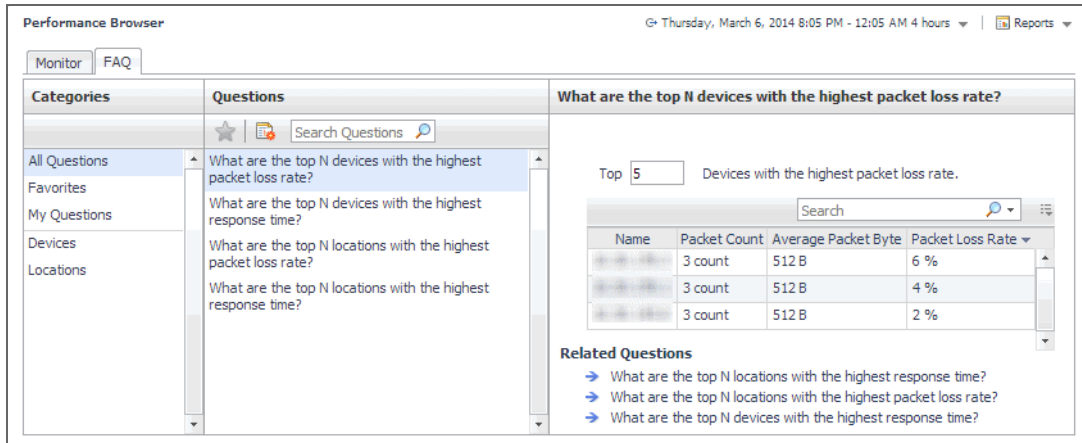 Performance Browser
Thursday, March 6, 2014 8:05 PM - 12:05 AM 4 hours
Reports
Monitor
FAQ
Categories
All Questions
Favorites
My Questions
Devices
Locations
Questions
Search Questions
What are the top N devices with the highest
packet loss rate?
What are the top N devices with the highest
response time?
What are the top N locations with the highest
packet loss rate?
What are the top N locations with the highest
response time?
What are the top N devices with the highest packet loss rate?
Top 5 Devices with the highest packet loss rate.
Search
Name Packet Count Average Packet Byte Packet Loss Rate
3 count 512 B 6 %
3 count 512 B 4 %
3 count 512 B 2 %
Related Questions
What are the top N locations with the highest response time?
What are the top N locations with the highest packet loss rate?
What are the top N devices with the highest response time?